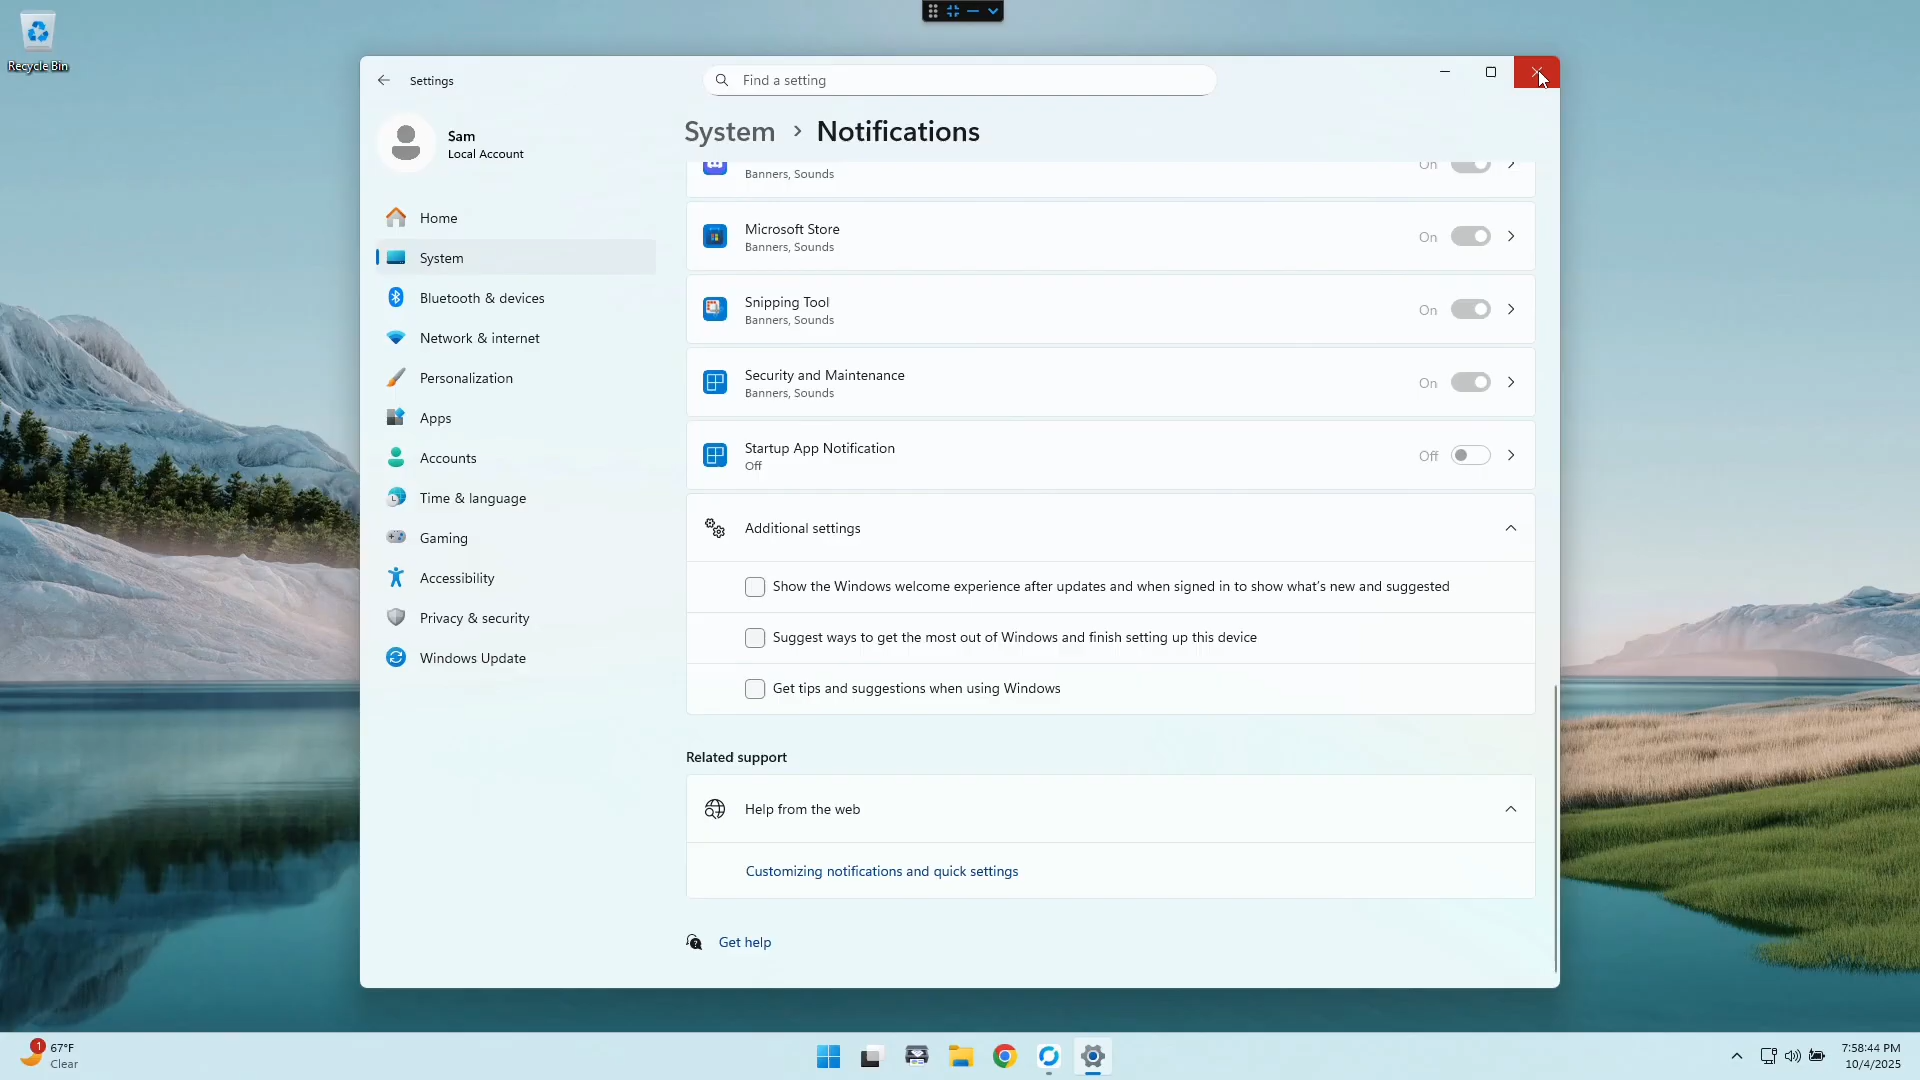 Recycle Bin
Settings
Find a setting
Sam
Local Account
System > Notifications
Home
System
Bluetooth & devices
Network & internet
Personalization
Apps
Accounts
Time & language
Gaming
Accessibility
Privacy & security
Windows Update
Banners, Sounds
On
Microsoft Store
Banners, Sounds
On
Snipping Tool
Banners, Sounds
On
Security and Maintenance
Banners, Sounds
On
Startup App Notification
Off
Off
Additional settings
Show the Windows welcome experience after updates and when signed in to show what's new and suggested
Suggest ways to get the most out of Windows and finish setting up this device
Get tips and suggestions when using Windows
Related support
Help from the web
Customizing notifications and quick settings
Get help
1
67°F
Clear
7:58:44 PM
10/4/2025